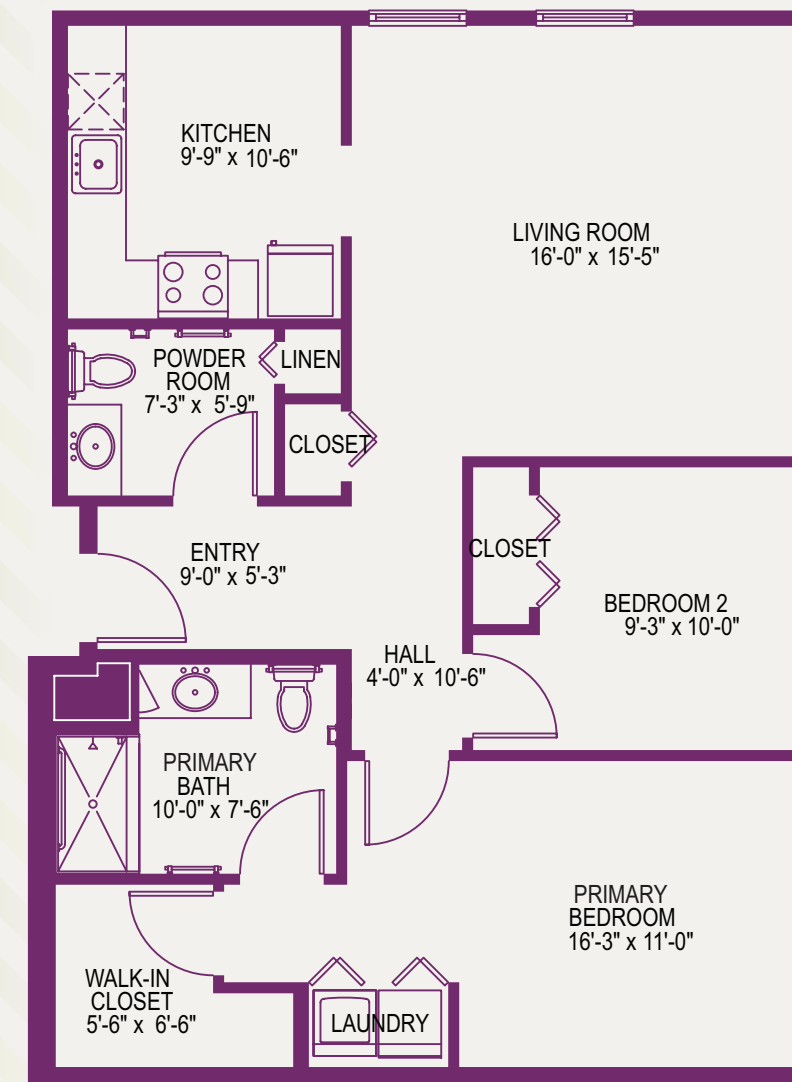 KITCHEN
9'-9" x 10'-6"
LIVING ROOM
16'-0" x 15'-5"
POWDER
ROOM
7'-3" x 5'-9"
LINEN
CLOSET
ENTRY
9'-0" x 5'-3"
CLOSET
BEDROOM 2
9'-3" x 10'-0"
HALL
4'-0" x 10'-6"
PRIMARY
BATH
10'-0" x 7'-6"
PRIMARY
BEDROOM
16'-3" x 11'-0"
WALK-IN
CLOSET
5'-6" x 6'-6"
LAUNDRY